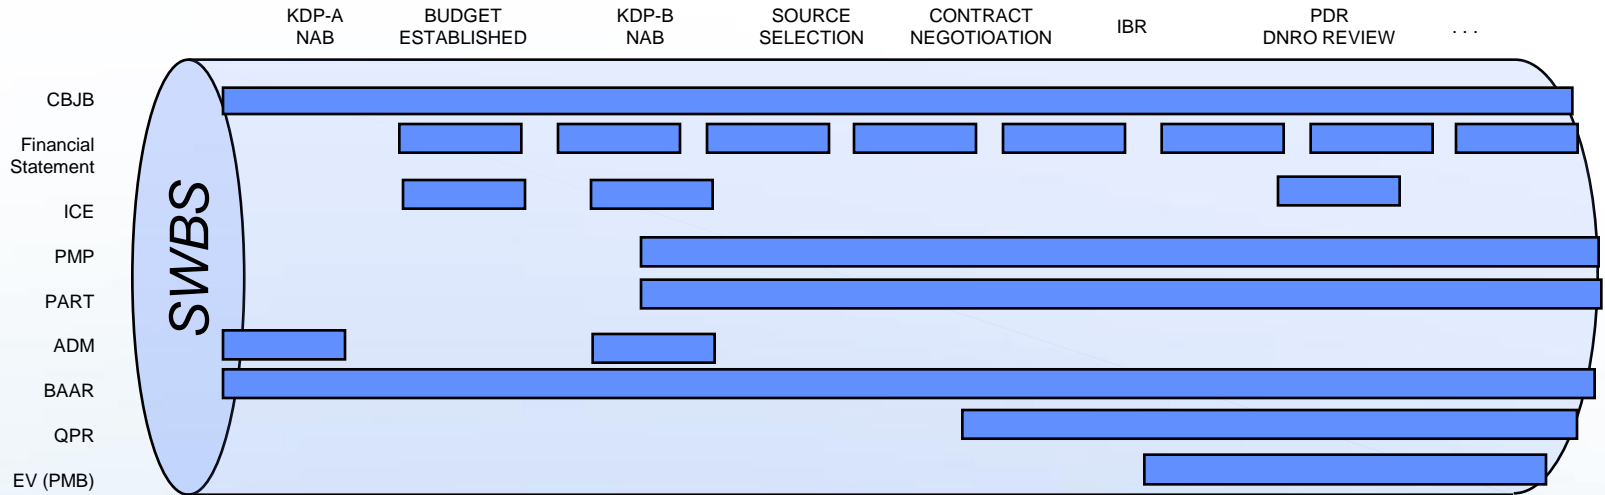 KDP-A
NAB
BUDGET
ESTABLISHED
KDP-B
NAB
SOURCE
SELECTION
CONTRACT
NEGOTIOATION
IBR
PDR
DNRO REVIEW
. . .
CBJB
Financial
Statement
ICE
PMP
PART
ADM
BAAR
QPR
EV (PMB)
SWBS